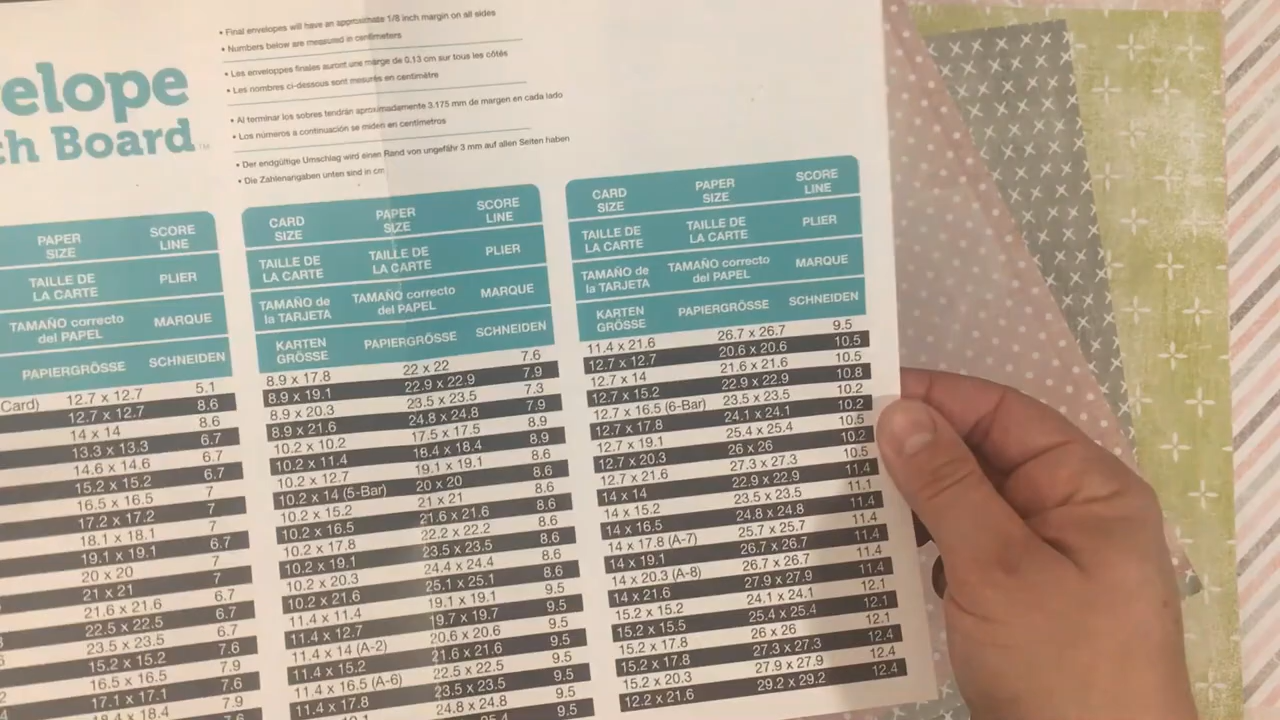 • Final envelopes will have an approximate 1/8 inch margin on all sides
• Numbers below are measured in centimeters
• Les enveloppes finales auront une marge de 0.13 cm sur tous les côtés
• Les nombres ci-dessous sont mesurés en centimètre
• Al terminar los sobres tendrán aproximadamente 3.175 mm de margen en cada lado
• Los números a continuación se miden en centímetros
• Der endgültige Umschlag wird einen Rand von ungefähr 3 mm auf allen Seiten haben
• Die Zahlenangaben unten sind in cm
elope
ch Board™
PAPER SIZE SCORE LINE
TAILLE DE LA CARTE PLIER
TAMAÑO correcto del PAPEL MARQUE
PAPIERGRÖSSE SCHNEIDEN
Card) 12.7 x 12.7 5.1
12.7 x 12.7 8.6
14 x 14 8.6
13.3 x 13.3 6.7
14.6 x 14.6 6.7
15.2 x 15.2 6.7
16.5 x 16.5 7
17.2 x 17.2 7
18.1 x 18.1 7
19.1 x 19.1 6.7
20 x 20 7
21 x 21 7
21.6 x 21.6 6.7
22.5 x 22.5 6.7
23.5 x 23.5 6.7
15.2 x 15.2 7.6
16.5 x 16.5 7.9
17.1 x 17.1 7.6
18.4 x 18.4 7.9
7.6
CARD SIZE PAPER SIZE SCORE LINE
TAILLE DE LA CARTE TAILLE DE LA CARTE PLIER
TAMAÑO de la TARJETA TAMAÑO correcto del PAPEL MARQUE
KARTEN GRÖSSE PAPIERGRÖSSE SCHNEIDEN
8.9 x 17.8 22 x 22 7.6
8.9 x 19.1 22.9 x 22.9 7.9
8.9 x 20.3 23.5 x 23.5 7.3
8.9 x 21.6 24.8 x 24.8 7.9
10.2 x 10.2 17.5 x 17.5 8.9
10.2 x 11.4 18.4 x 18.4 8.9
10.2 x 12.7 19.1 x 19.1 8.6
10.2 x 14 (5-Bar) 20 x 20 8.6
10.2 x 15.2 21 x 21 8.6
10.2 x 16.5 21.6 x 21.6 8.6
10.2 x 17.8 22.2 x 22.2 8.6
10.2 x 19.1 23.5 x 23.5 8.6
10.2 x 20.3 24.4 x 24.4 8.6
10.2 x 21.6 25.1 x 25.1 8.6
11.4 x 11.4 19.1 x 19.1 9.5
11.4 x 12.7 19.7 x 19.7 9.5
11.4 x 14 (A-2) 20.6 x 20.6 9.5
11.4 x 15.2 21.6 x 21.6 9.5
11.4 x 16.5 (A-6) 22.5 x 22.5 9.5
11.4 x 17.8 23.5 x 23.5 9.5
24.8 x 24.8 9.5
9.5
CARD SIZE PAPER SIZE SCORE LINE
TAILLE DE LA CARTE TAILLE DE LA CARTE PLIER
TAMAÑO de la TARJETA TAMAÑO correcto del PAPEL MARQUE
KARTEN GRÖSSE PAPIERGRÖSSE SCHNEIDEN
11.4 x 21.6 26.7 x 26.7 9.5
12.7 x 12.7 20.6 x 20.6 10.5
12.7 x 14 21.6 x 21.6 10.5
12.7 x 15.2 22.9 x 22.9 10.8
12.7 x 16.5 (6-Bar) 23.5 x 23.5 10.2
12.7 x 17.8 24.1 x 24.1 10.2
12.7 x 19.1 25.4 x 25.4 10.5
12.7 x 20.3 26 x 26 10.2
12.7 x 21.6 27.3 x 27.3 10.5
14 x 14 22.9 x 22.9 11.4
14 x 15.2 23.5 x 23.5 11.1
14 x 16.5 24.8 x 24.8 11.4
14 x 17.8 (A-7) 25.7 x 25.7 11.4
14 x 19.1 26.7 x 26.7 11.4
14 x 20.3 (A-8) 26.7 x 26.7 11.4
14 x 21.6 27.9 x 27.9 11.4
15.2 x 15.2 24.1 x 24.1 12.1
15.2 x 15.5 25.4 x 25.4 12.1
15.2 x 17.8 26 x 26 12.1
15.2 x 17.8 27.3 x 27.3 12.4
15.2 x 20.3 27.9 x 27.9 12.4
12.2 x 21.6 29.2 x 29.2 12.4